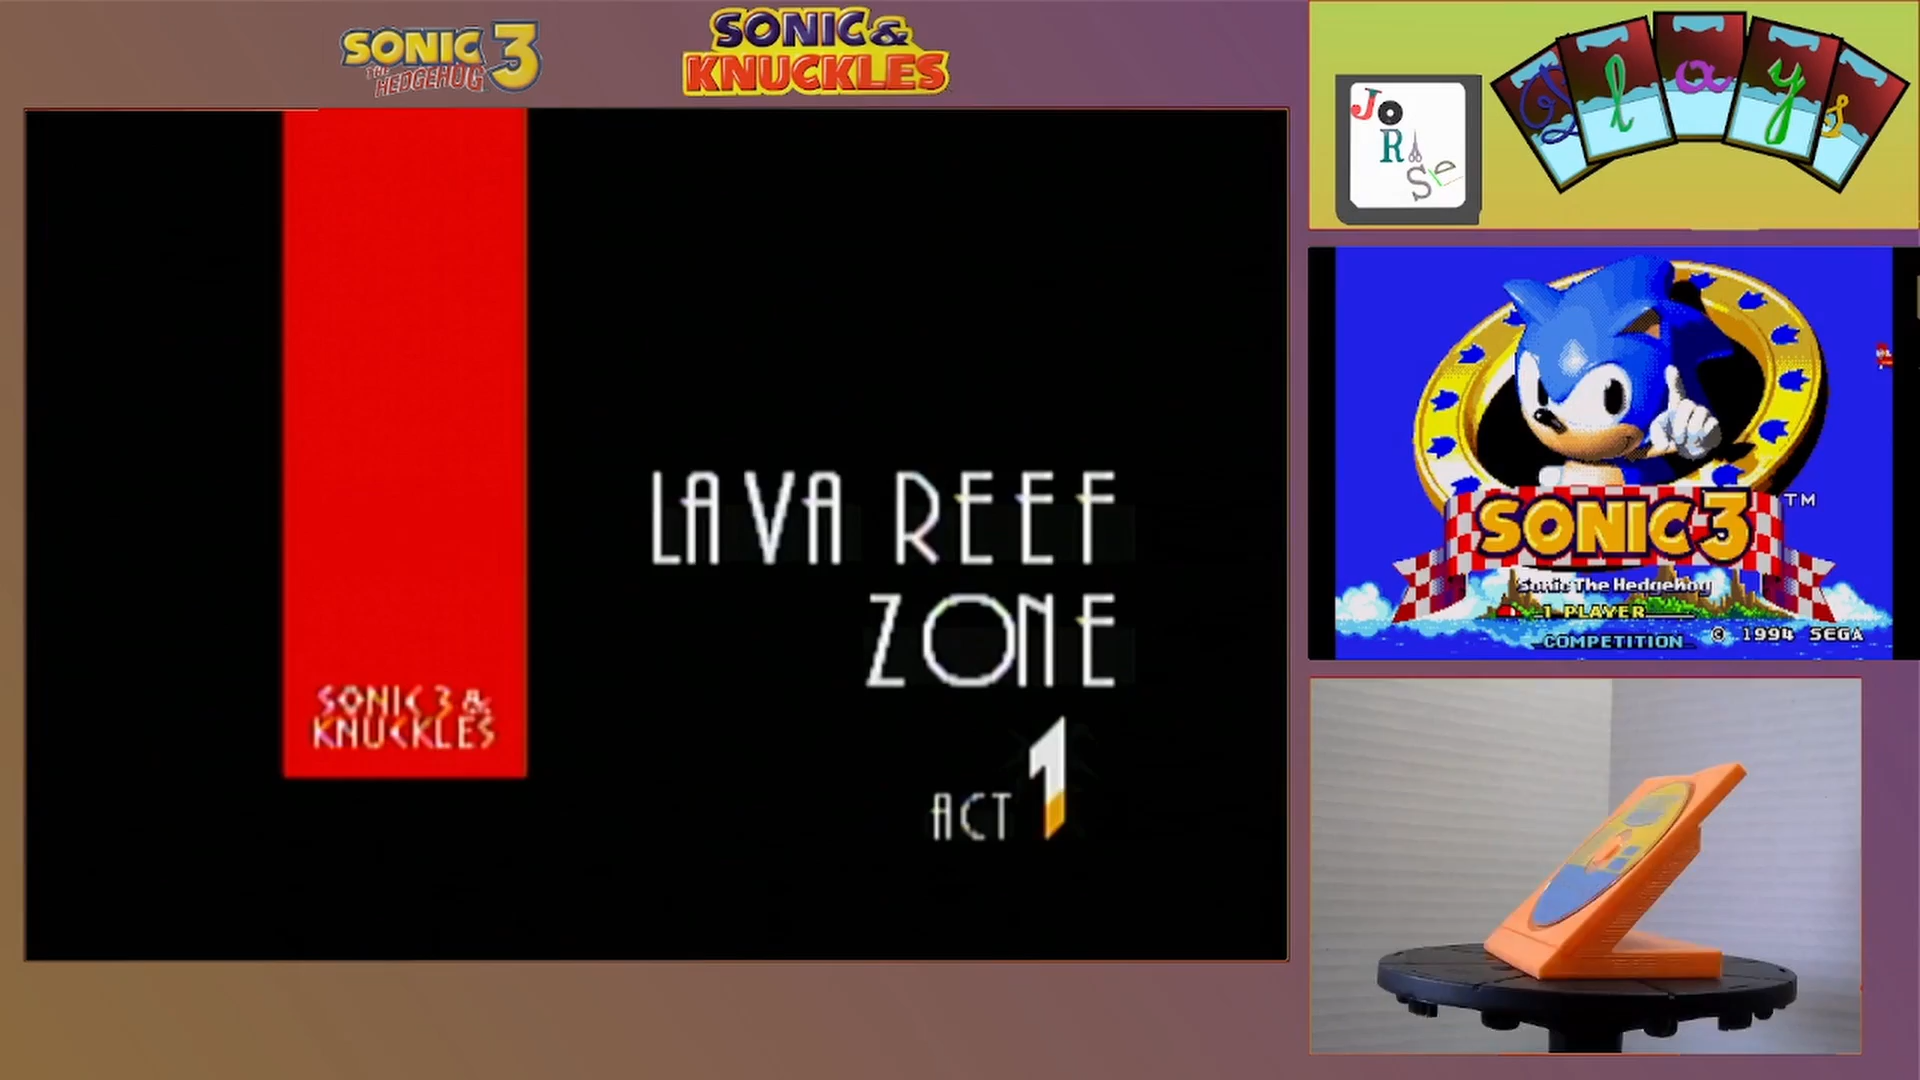 SONIC
THE
HEDGEHOG 3
SONIC &
KNUCKLES
JORISe
Plays
SONIC 3 &
KNUCKLES
LAVA REEF
ZONE
ACT 1
SONIC 3 TM
Sonic The Hedgehog
1 PLAYER
COMPETITION
© 1994 SEGA